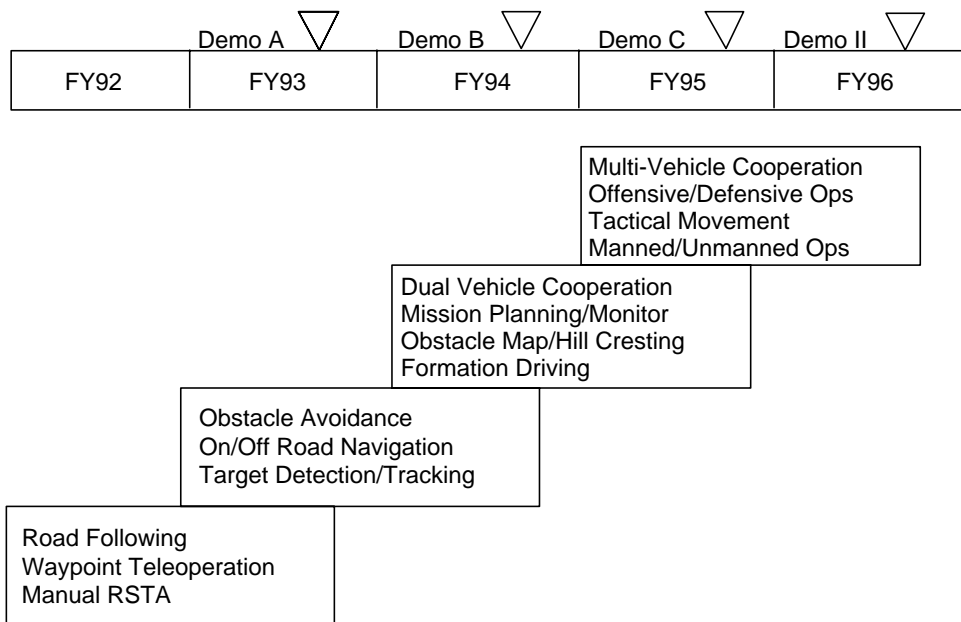 Demo A Demo B Demo C Demo II
FY92 FY93 FY94 FY95 FY96
Multi-Vehicle Cooperation
Offensive/Defensive Ops
Tactical Movement
Manned/Unmanned Ops
Dual Vehicle Cooperation
Mission Planning/Monitor
Obstacle Map/Hill Cresting
Formation Driving
Obstacle Avoidance
On/Off Road Navigation
Target Detection/Tracking
Road Following
Waypoint Teleoperation
Manual RSTA